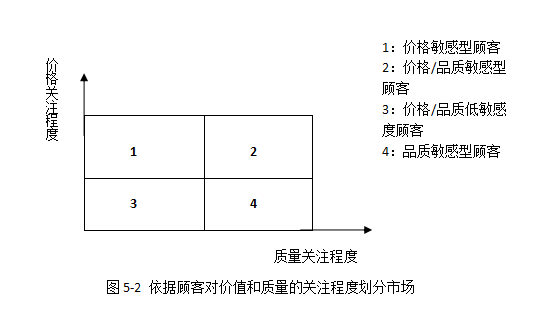 价格关注程度
1：价格敏感型顾客
2：价格/品质敏感型
顾客
3：价格/品质低敏感
度顾客
4：品质敏感型顾客
1
2
3
4
质量关注程度
图 5-2 依据顾客对价值和质量的关注程度划分市场